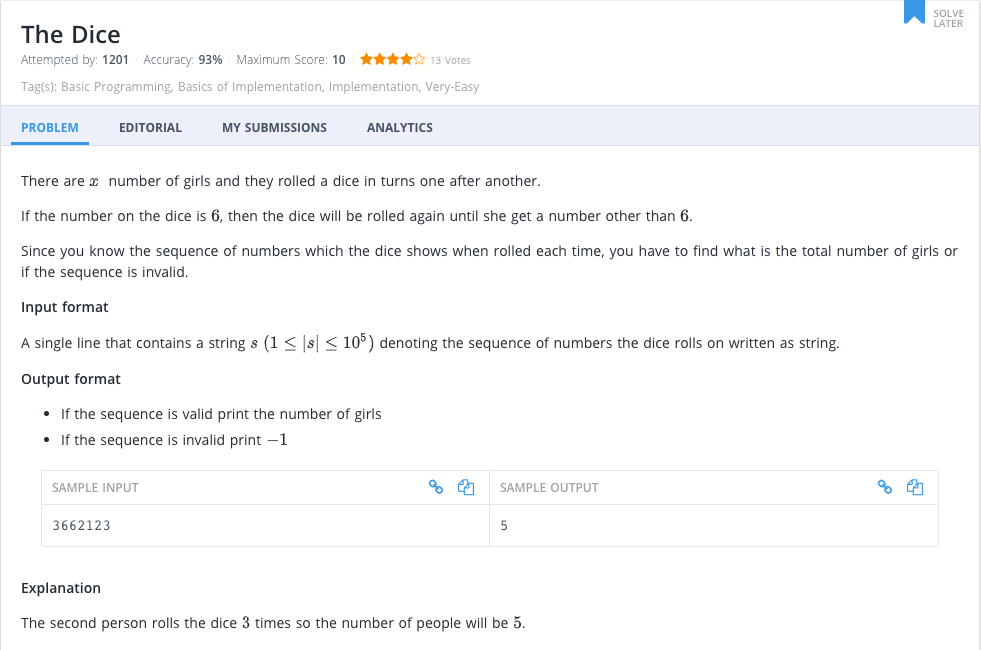 SOLVE
LATER
The Dice
Attempted by: 1201 / Accuracy: 93% / Maximum Score: 10 / 13 Votes
Tag(s): Basic Programming, Basics of Implementation, Implementation, Very-Easy
PROBLEM EDITORIAL MY SUBMISSIONS ANALYTICS
There are x number of girls and they rolled a dice in turns one after another.
If the number on the dice is 6, then the dice will be rolled again until she get a number other than 6.
Since you know the sequence of numbers which the dice shows when rolled each time, you have to find what is the total number of girls or
if the sequence is invalid.
Input format
A single line that contains a string s (1 ≤ |s| ≤ 10⁵) denoting the sequence of numbers the dice rolls on written as string.
Output format
• If the sequence is valid print the number of girls
• If the sequence is invalid print −1
SAMPLE INPUT SAMPLE OUTPUT
3662123 5
Explanation
The second person rolls the dice 3 times so the number of people will be 5.